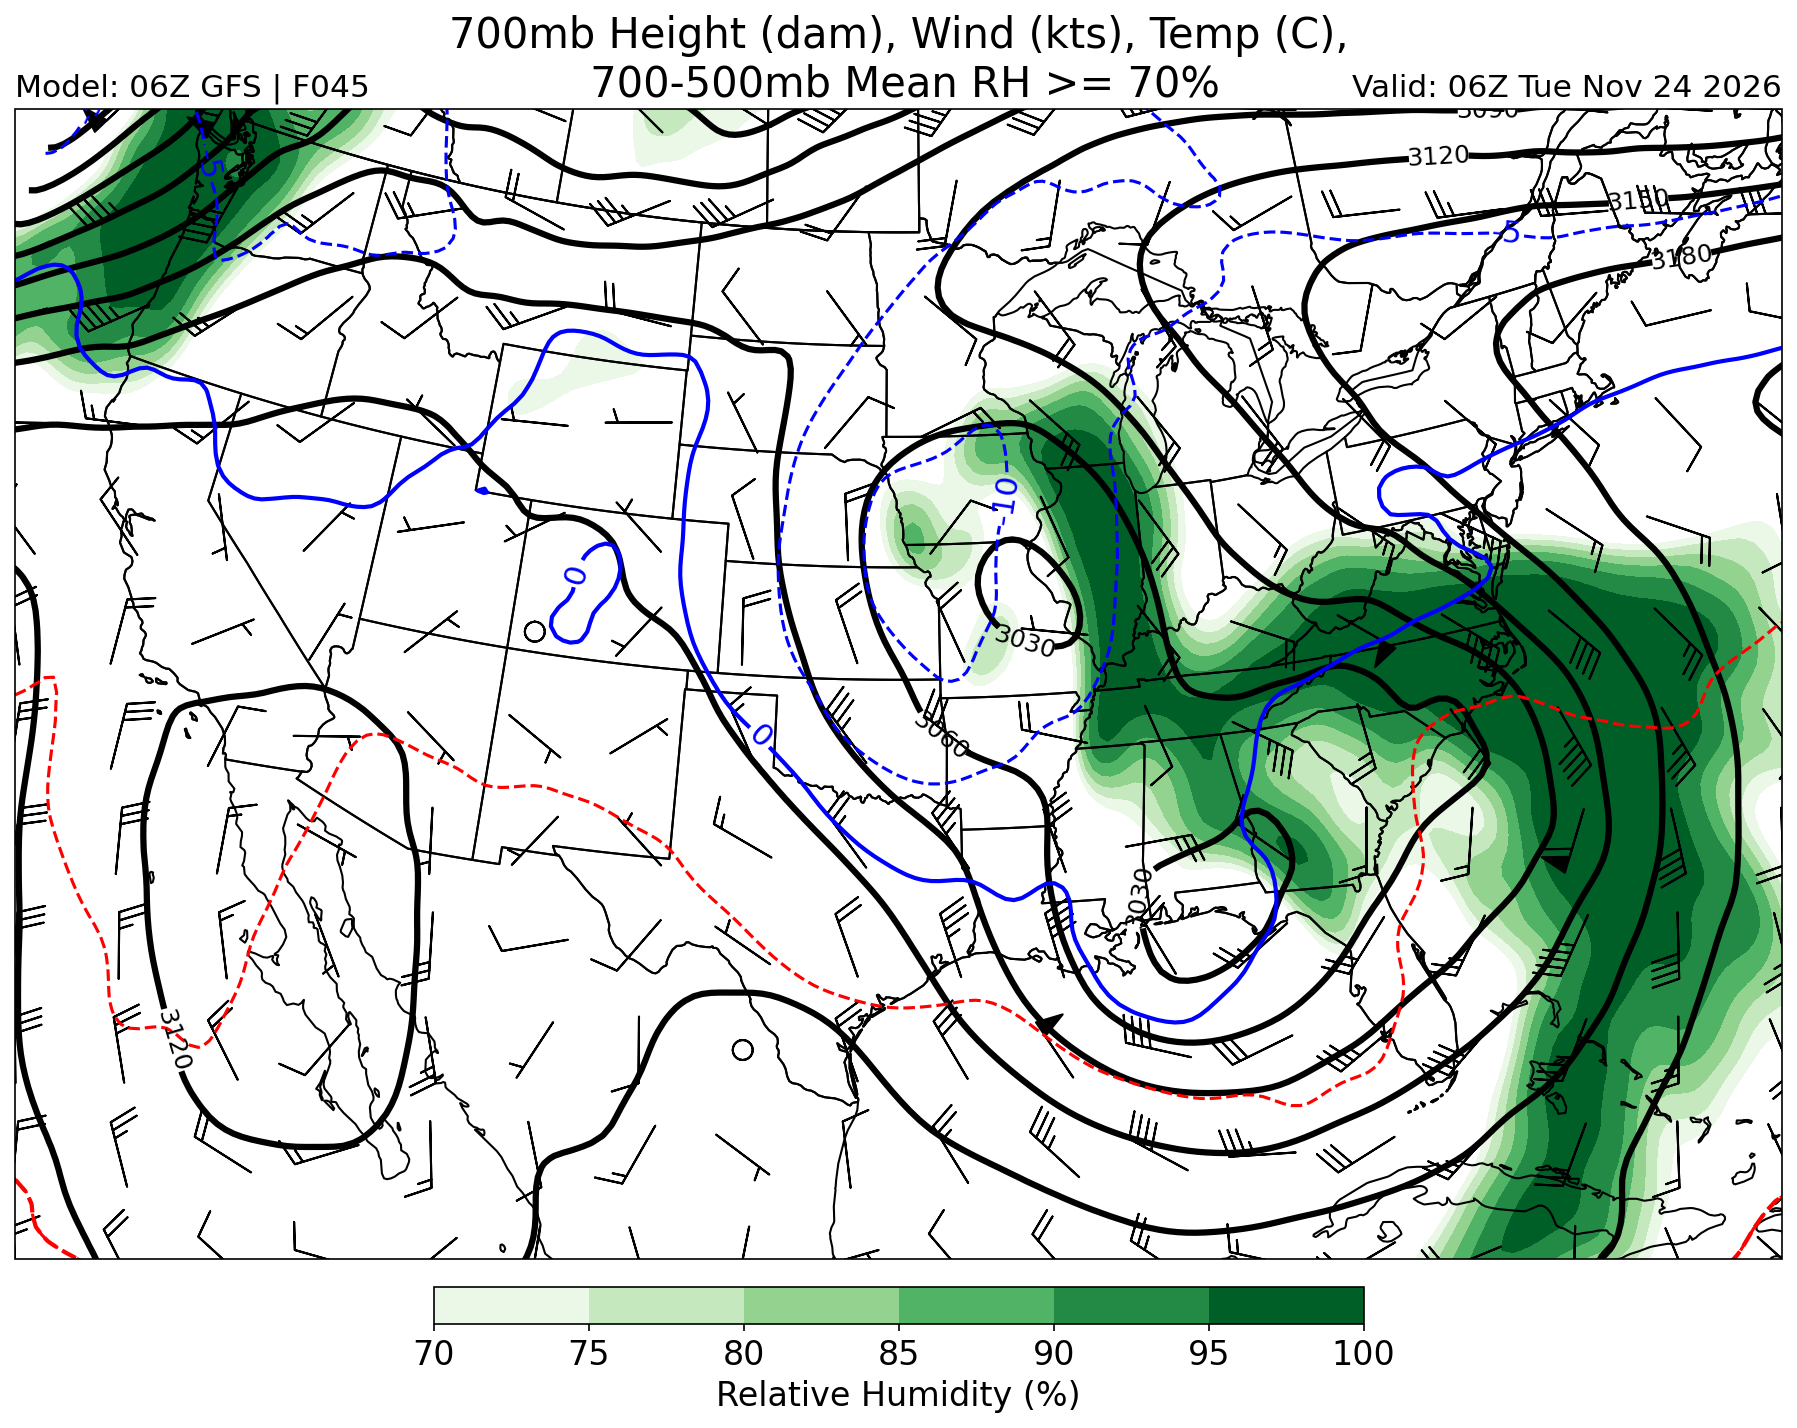 700mb Height (dam), Wind (kts), Temp (C),
700-500mb Mean RH >= 70%
Model: 06Z GFS | F045
Valid: 06Z Tue Nov 24 2026
3090
3120
3150
3180
5
5
10
0
3030
3060
0
3030
3120
70 75 80 85 90 95 100
Relative Humidity (%)